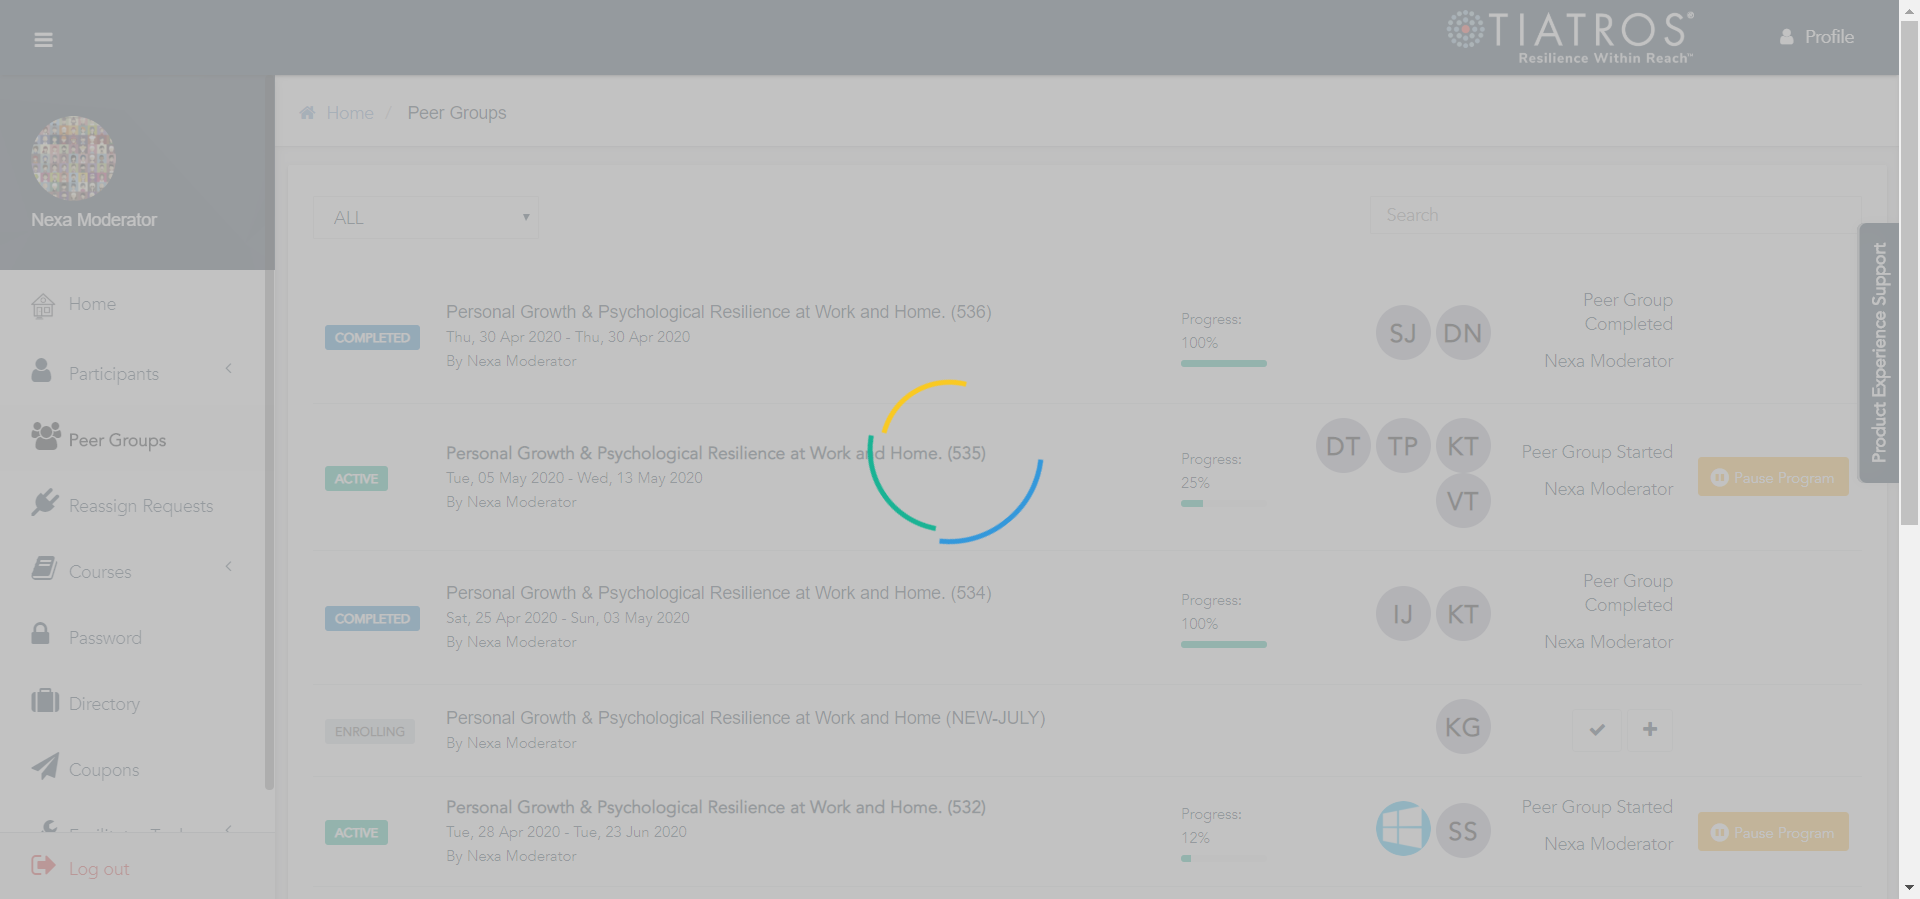 TIATROS®
Resilience Within Reach™
Profile
Nexa Moderator
Home
Participants
Peer Groups
Reassign Requests
Courses
Password
Directory
Coupons
Log out
Home / Peer Groups
ALL
Search
Product Experience Support
COMPLETED
Personal Growth & Psychological Resilience at Work and Home. (536)
Thu, 30 Apr 2020 - Thu, 30 Apr 2020
By Nexa Moderator
Progress:
100%
SJ DN
Peer Group
Completed
Nexa Moderator
ACTIVE
Personal Growth & Psychological Resilience at Work and Home. (535)
Tue, 05 May 2020 - Wed, 13 May 2020
By Nexa Moderator
Progress:
25%
DT TP KT
VT
Peer Group Started
Nexa Moderator
Pause Program
COMPLETED
Personal Growth & Psychological Resilience at Work and Home. (534)
Sat, 25 Apr 2020 - Sun, 03 May 2020
By Nexa Moderator
Progress:
100%
IJ KT
Peer Group
Completed
Nexa Moderator
ENROLLING
Personal Growth & Psychological Resilience at Work and Home (NEW-JULY)
By Nexa Moderator
KG
ACTIVE
Personal Growth & Psychological Resilience at Work and Home. (532)
Tue, 28 Apr 2020 - Tue, 23 Jun 2020
By Nexa Moderator
Progress:
12%
SS
Peer Group Started
Nexa Moderator
Pause Program